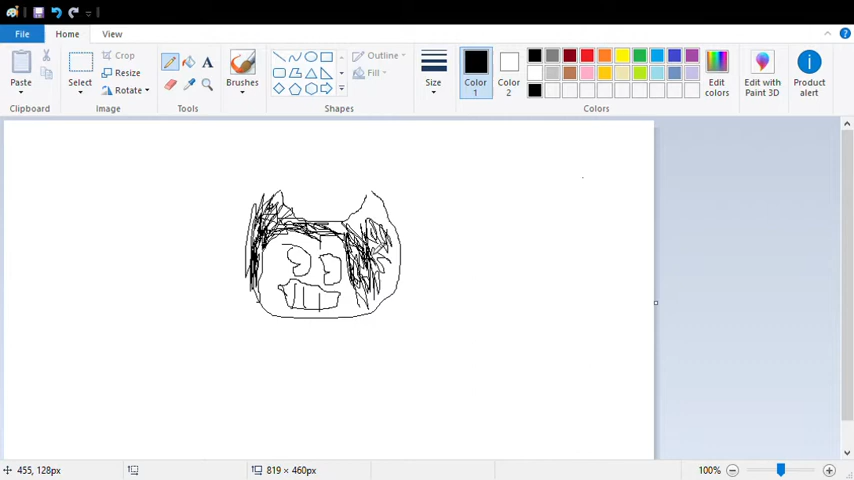 File Home View
Paste Select Crop Resize Rotate A Brushes Outline Fill Size Color 1 Color 2 Edit colors Edit with Paint 3D Product alert
Clipboard Image Tools Shapes Colors
455, 128px 819 × 460px 100%